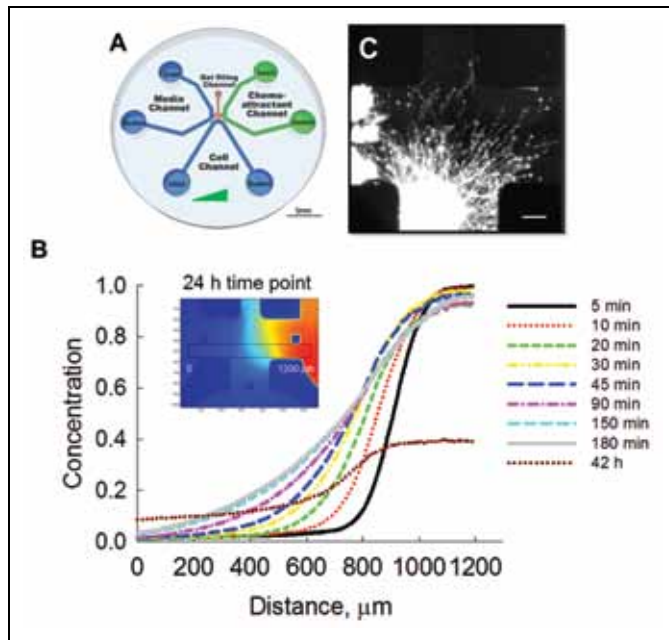 A
Gel filling
Channel
Media
Channel
Chemo-
attractant
Channel
Cell
Channel
C
B
24 h time point
0
1200 µm
Concentration
1.0
0.8
0.6
0.4
0.2
0.0
0 200 400 600 800 1000 1200
Distance, µm
5 min
10 min
20 min
30 min
45 min
90 min
150 min
180 min
42 h